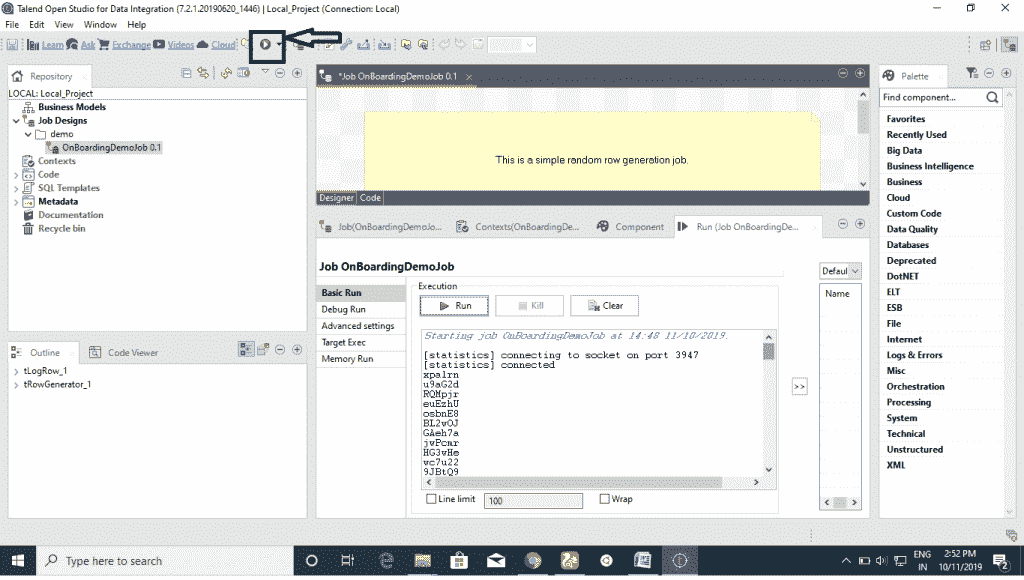 Talend Open Studio for Data Integration (7.2.1.20190620_1446) | Local_Project (Connection: Local)
File Edit View Window Help
Learn Ask Exchange Videos Cloud
Repository
LOCAL: Local_Project
Business Models
Job Designs
demo
OnBoardingDemoJob 0.1
Contexts
Code
SQL Templates
Metadata
Documentation
Recycle bin
Outline Code Viewer
tLogRow_1
tRowGenerator_1
*Job OnBoardingDemoJob 0.1
This is a simple random row generation job.
Designer Code
Job(OnBoardingDemoJo... Contexts(OnBoardingDe... Component Run (Job OnBoardingDe...
Job OnBoardingDemoJob
Basic Run
Debug Run
Advanced settings
Target Exec
Memory Run
Execution
Run Kill Clear
Starting job OnBoardingDemoJob at 14:48 11/10/2019.
[statistics] connecting to socket on port 3947
[statistics] connected
xpalrn
u9aG2d
RQMpjr
euEzhU
osbnE8
BL2vOJ
GAeh7a
jvPcmr
HG3vHe
vc7u22
9JBtQ9
Line limit 100 Wrap
>>
Defaul
Name
Palette
Find component...
Favorites
Recently Used
Big Data
Business Intelligence
Business
Cloud
Custom Code
Data Quality
Databases
Deprecated
DotNET
ELT
ESB
File
Internet
Logs & Errors
Misc
Orchestration
Processing
System
Technical
Unstructured
XML
Type here to search
ENG
IN
2:52 PM
10/11/2019
2